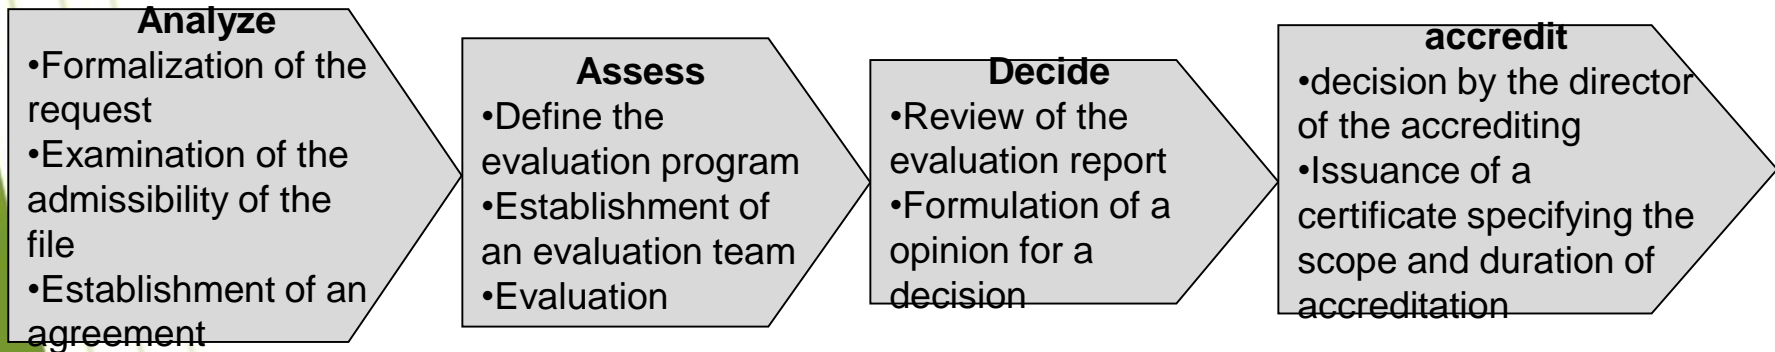 Analyze
•Formalization of the
request
•Examination of the
admissibility of the
file
•Establishment of an
agreement
Assess
•Define the
evaluation program
•Establishment of
an evaluation team
•Evaluation
Decide
•Review of the
evaluation report
•Formulation of a
opinion for a
decision
accredit
•decision by the director
of the accrediting
•Issuance of a
certificate specifying the
scope and duration of
accreditation